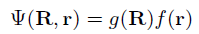 Ψ(R, r) = g(R)f(r)